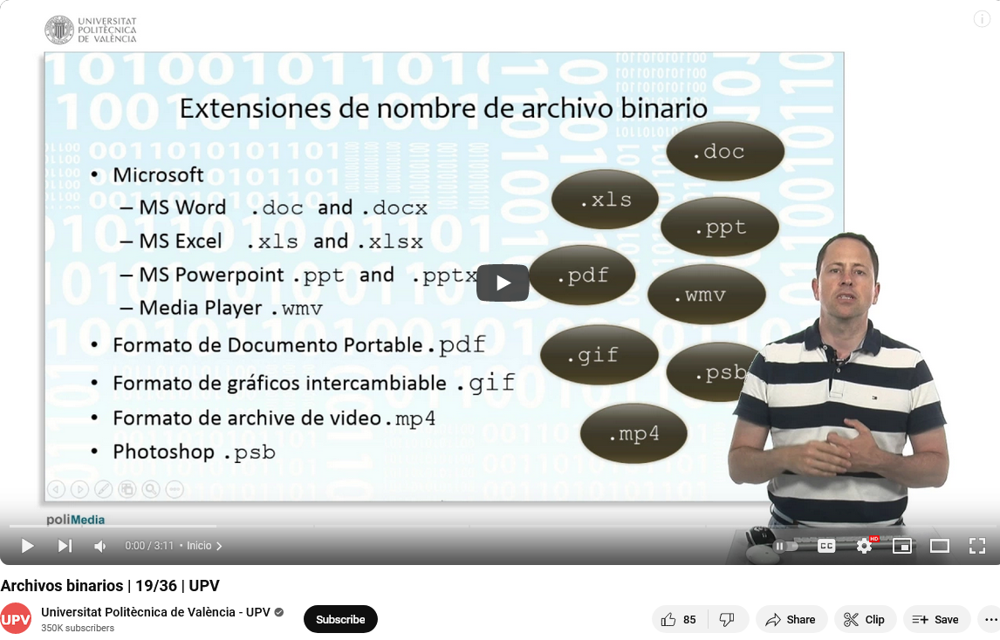 UNIVERSITAT
POLITÈCNICA
DE VALÈNCIA
Extensiones de nombre de archivo binario
• Microsoft
– MS Word .doc and .docx
– MS Excel .xls and .xlsx
– MS Powerpoint .ppt and .pptx
– Media Player .wmv
• Formato de Documento Portable .pdf
• Formato de gráficos intercambiable .gif
• Formato de archive de video .mp4
• Photoshop .psb
.doc
.xls
.ppt
.pdf
.wmv
.gif
.psb
.mp4
poliMedia
0:00 / 3:11 • Inicio
CC
HD
Archivos binarios | 19/36 | UPV
UPV
Universitat Politècnica de València - UPV
350K subscribers
Subscribe
85
Share
Clip
Save